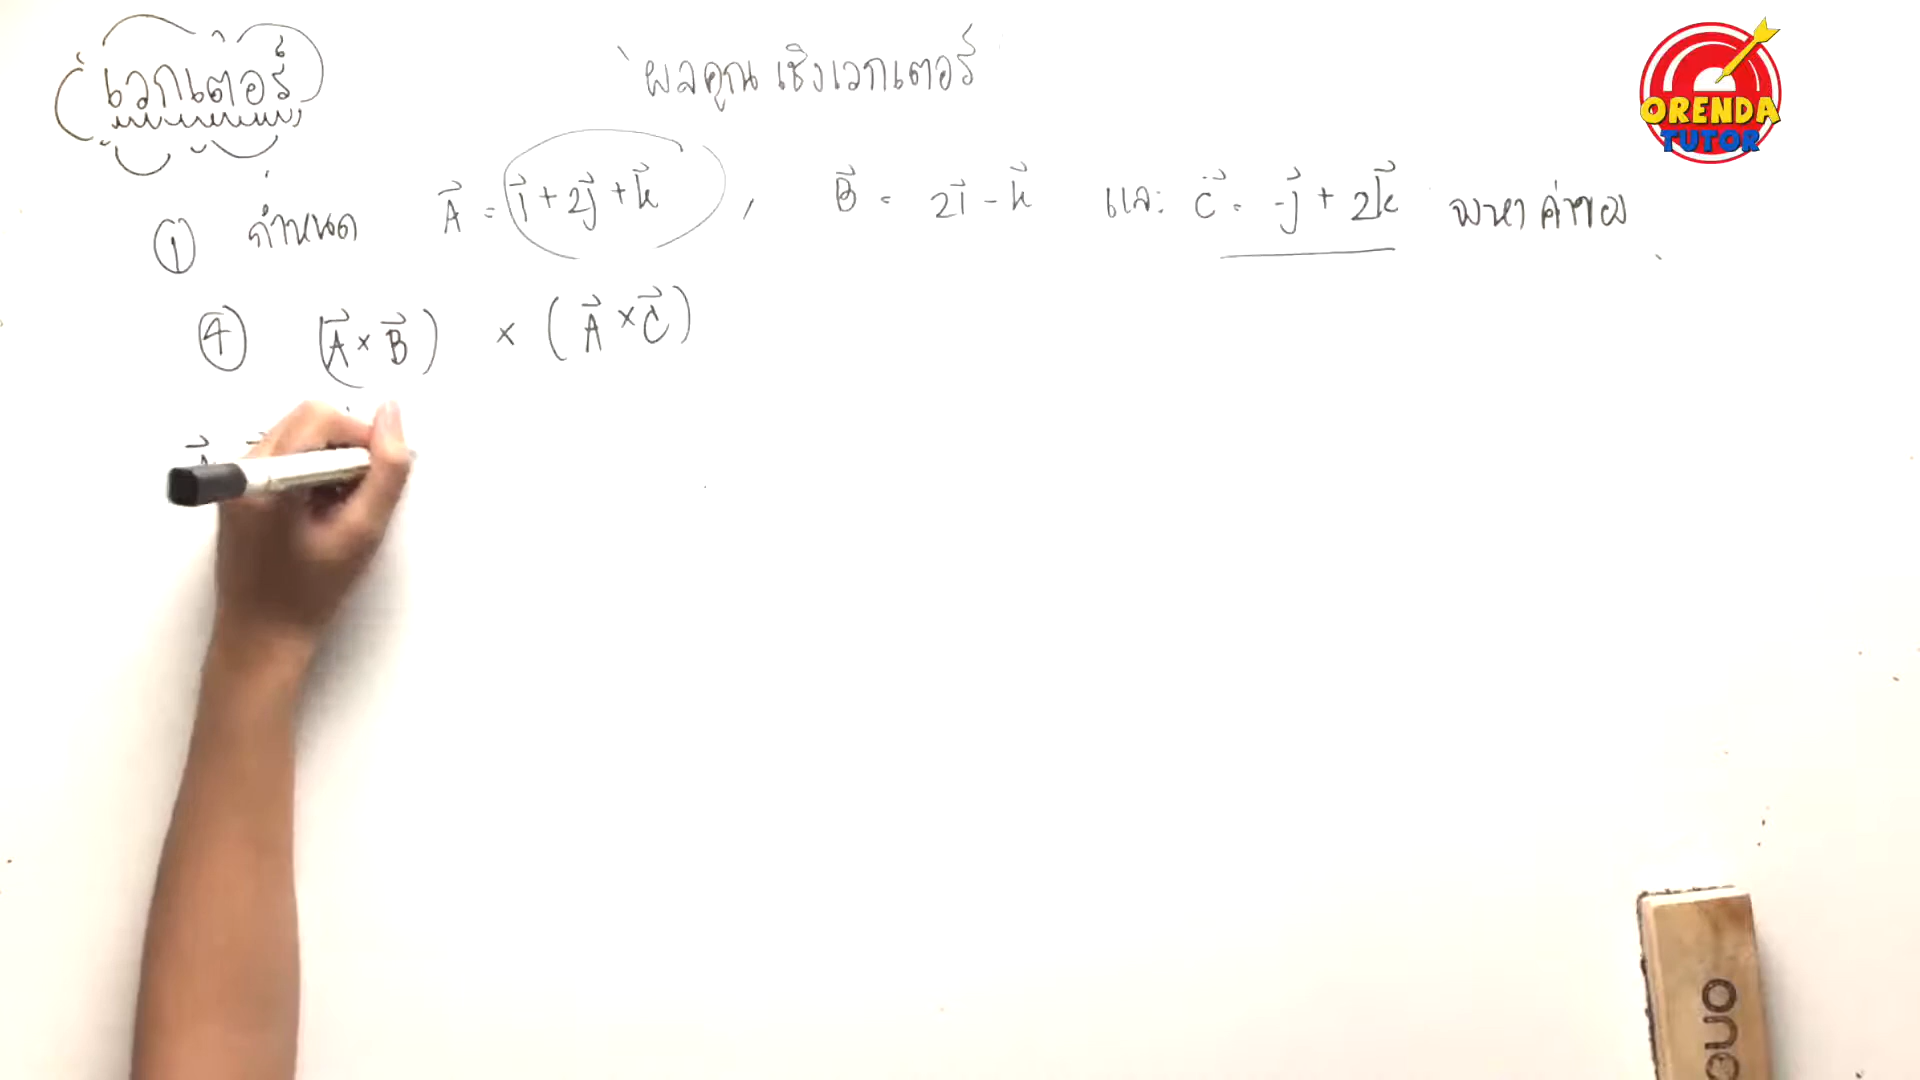 เวกเตอร์
ผลคูณเชิงเวกเตอร์
ORENDA
TUTOR
① กำหนด A⃗ = i⃗ + 2j⃗ + k⃗ , B⃗ = 2i⃗ - k⃗ และ C⃗ = -j⃗ + 2k⃗ จงหาค่าของ
④ (A⃗ × B⃗) × (A⃗ × C⃗)
ono